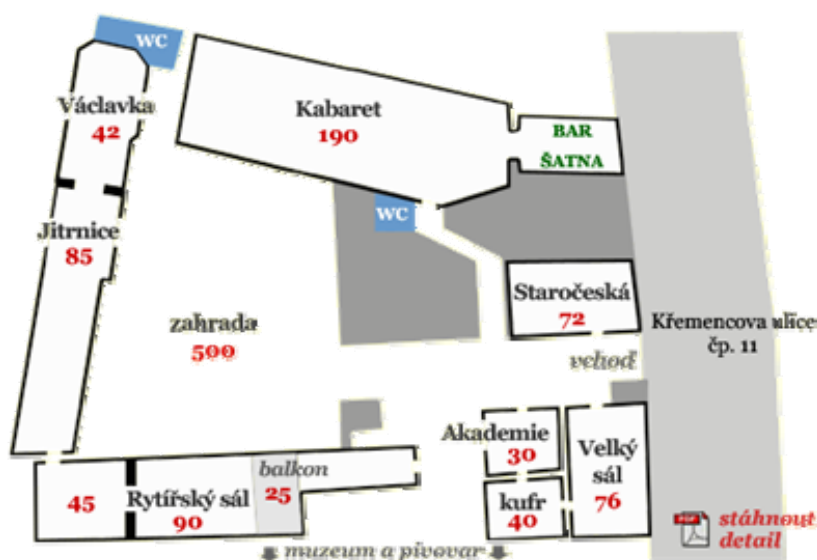 WC
Václavka
42
Kabaret
190
BAR
ŠATNA
WC
Jitrnice
85
Staročeská
72
zahrada
500
Křemencova ulice
čp. 11
vchod
Akademie
30
Velký
sál
76
balkon
25
45
Rytířský sál
90
kufr
40
PDF
stáhnout
detail
muzeum a pivovar